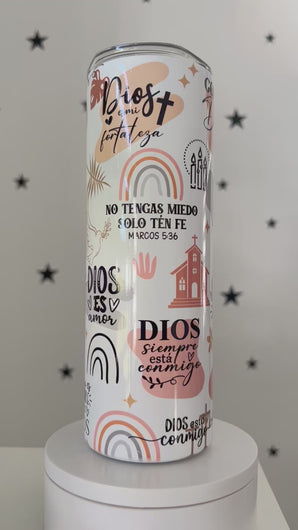 Dios
es mi
fortaleza
NO TENGAS MIEDO
SOLO TÉN FE
MARCOS 5:36
DIOS
ES
amor
DIOS
siempre
está
conmigo
DIOS está
conmigo